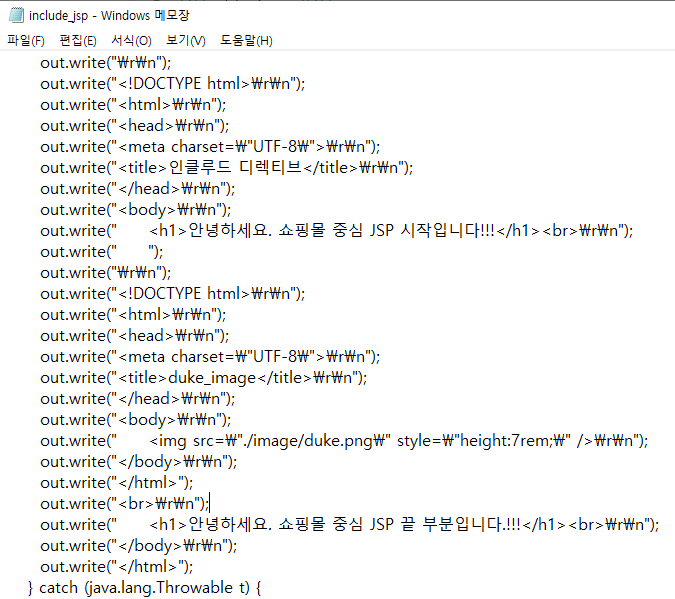 include_jsp - Windows 메모장
파일(F) 편집(E) 서식(O) 보기(V) 도움말(H)
out.write("₩r₩n");
out.write("<!DOCTYPE html>₩r₩n");
out.write("<html>₩r₩n");
out.write("<head>₩r₩n");
out.write("<meta charset=₩"UTF-8₩">₩r₩n");
out.write("<title>인클루드 디렉티브</title>₩r₩n");
out.write("</head>₩r₩n");
out.write("<body>₩r₩n");
out.write("     <h1>안녕하세요. 쇼핑몰 중심 JSP 시작입니다!!!</h1><br>₩r₩n");
out.write("     ");
out.write("₩r₩n");
out.write("<!DOCTYPE html>₩r₩n");
out.write("<html>₩r₩n");
out.write("<head>₩r₩n");
out.write("<meta charset=₩"UTF-8₩">₩r₩n");
out.write("<title>duke_image</title>₩r₩n");
out.write("</head>₩r₩n");
out.write("<body>₩r₩n");
out.write("     <img src=₩"./image/duke.png₩" style=₩"height:7rem;₩" />₩r₩n");
out.write("</body>₩r₩n");
out.write("</html>");
out.write("<br>₩r₩n");
out.write("     <h1>안녕하세요. 쇼핑몰 중심 JSP 끝 부분입니다.!!!</h1><br>₩r₩n");
out.write("</body>₩r₩n");
out.write("</html>");
} catch (java.lang.Throwable t) {